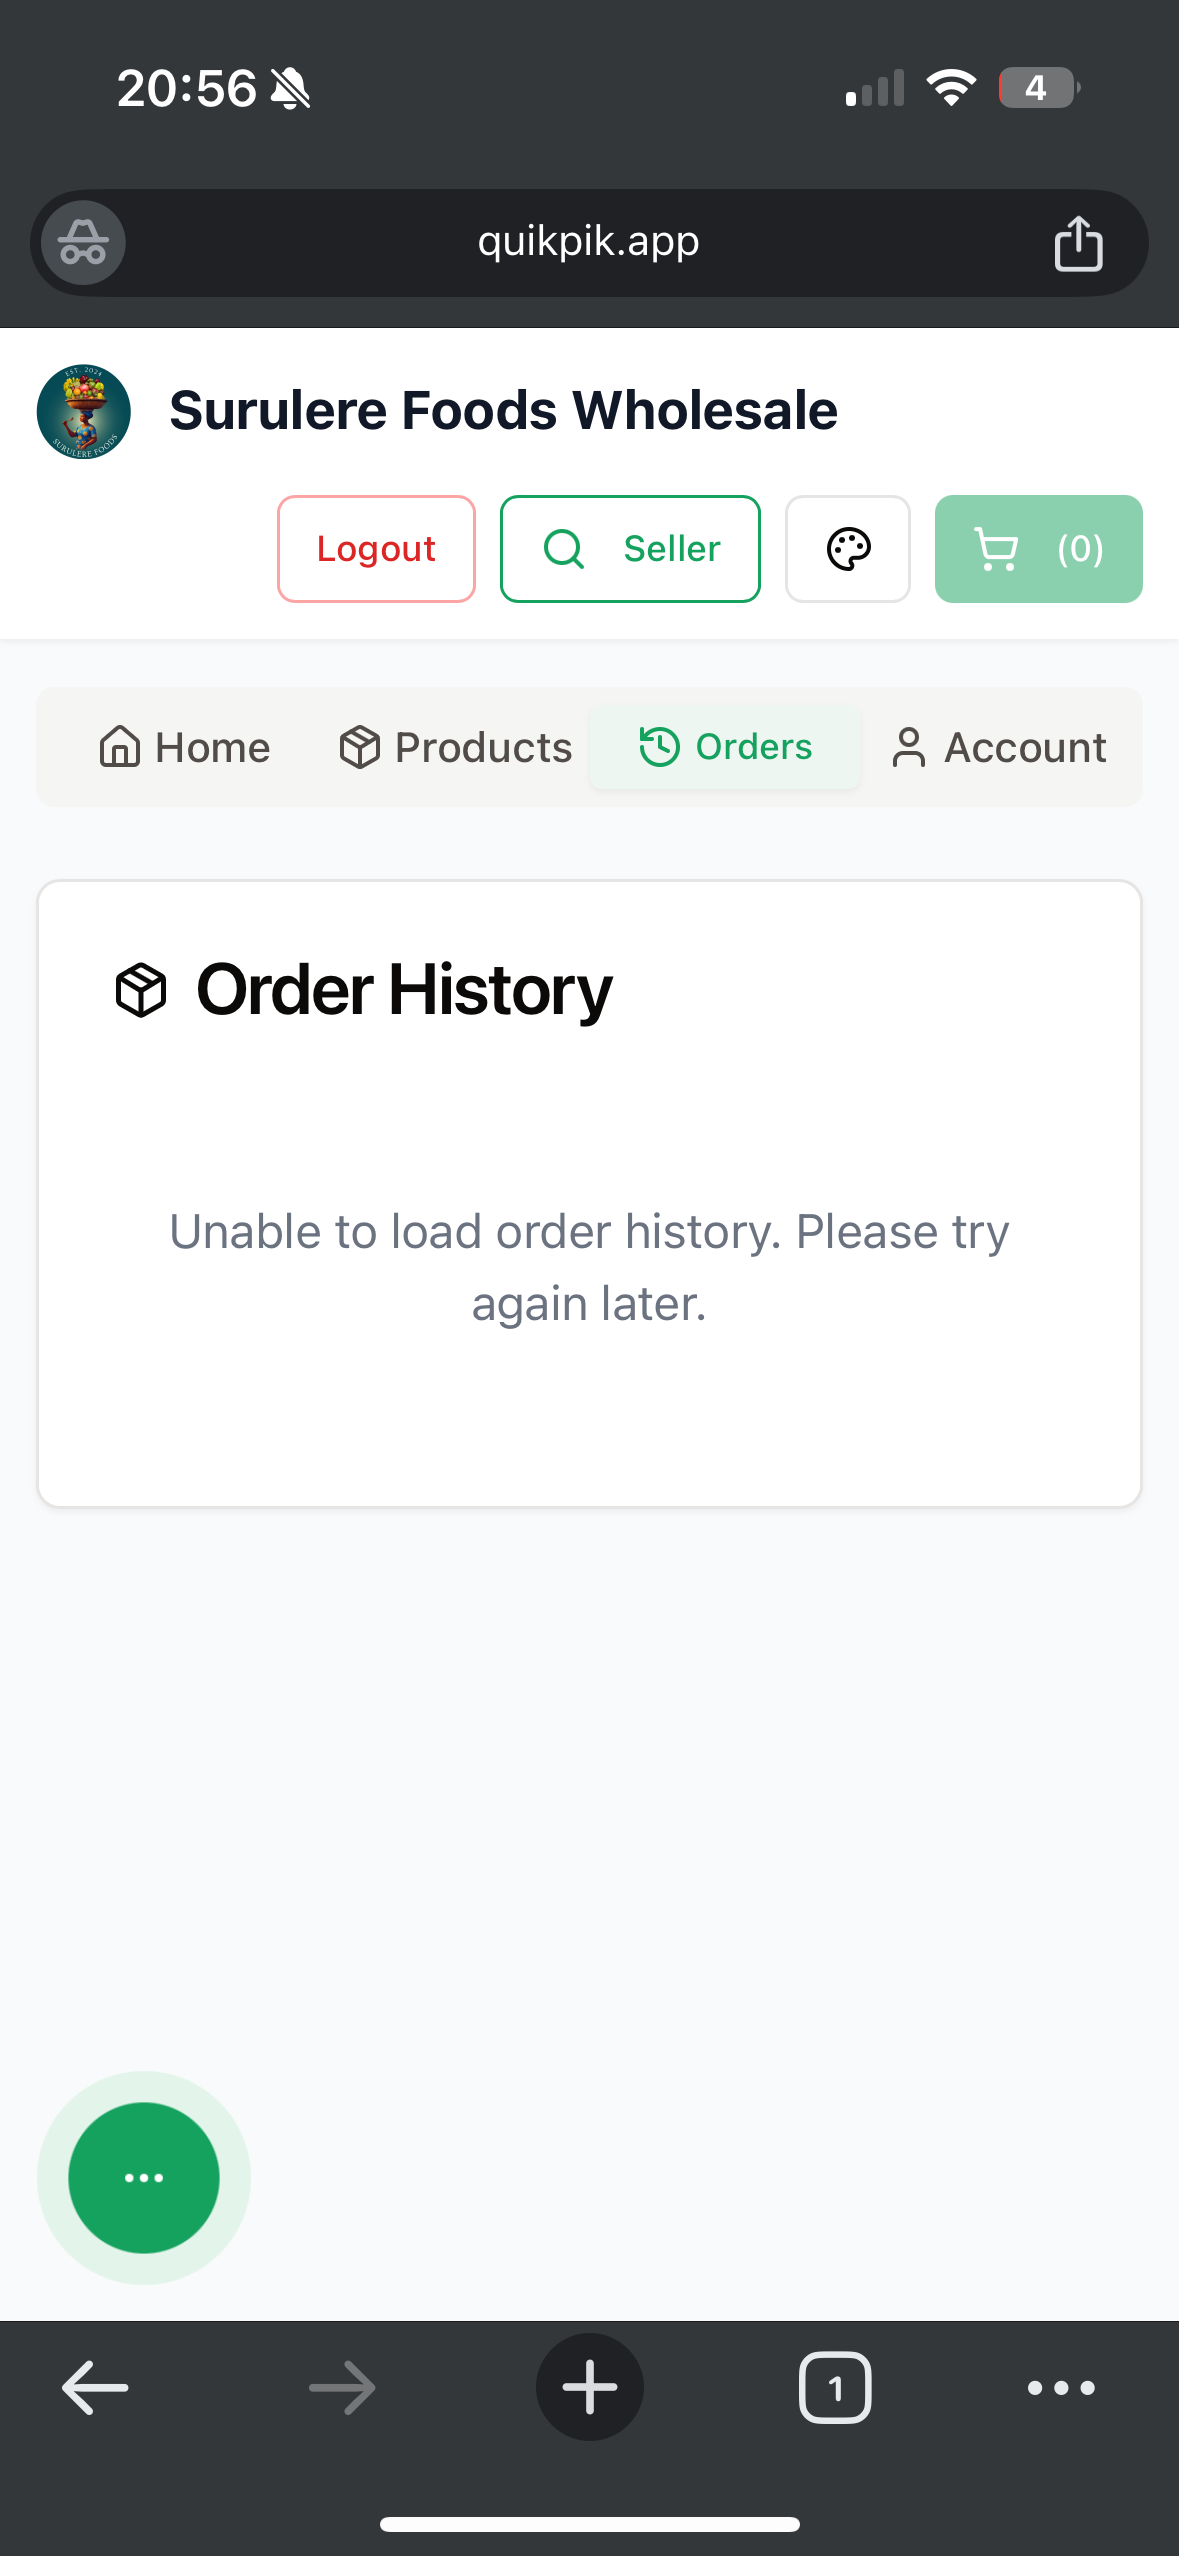 20:56
4
quikpik.app
EST. 2024
SURULERE FOODS
Surulere Foods Wholesale
Logout
Seller
(0)
Home
Products
Orders
Account
Order History
Unable to load order history. Please try
again later.
1